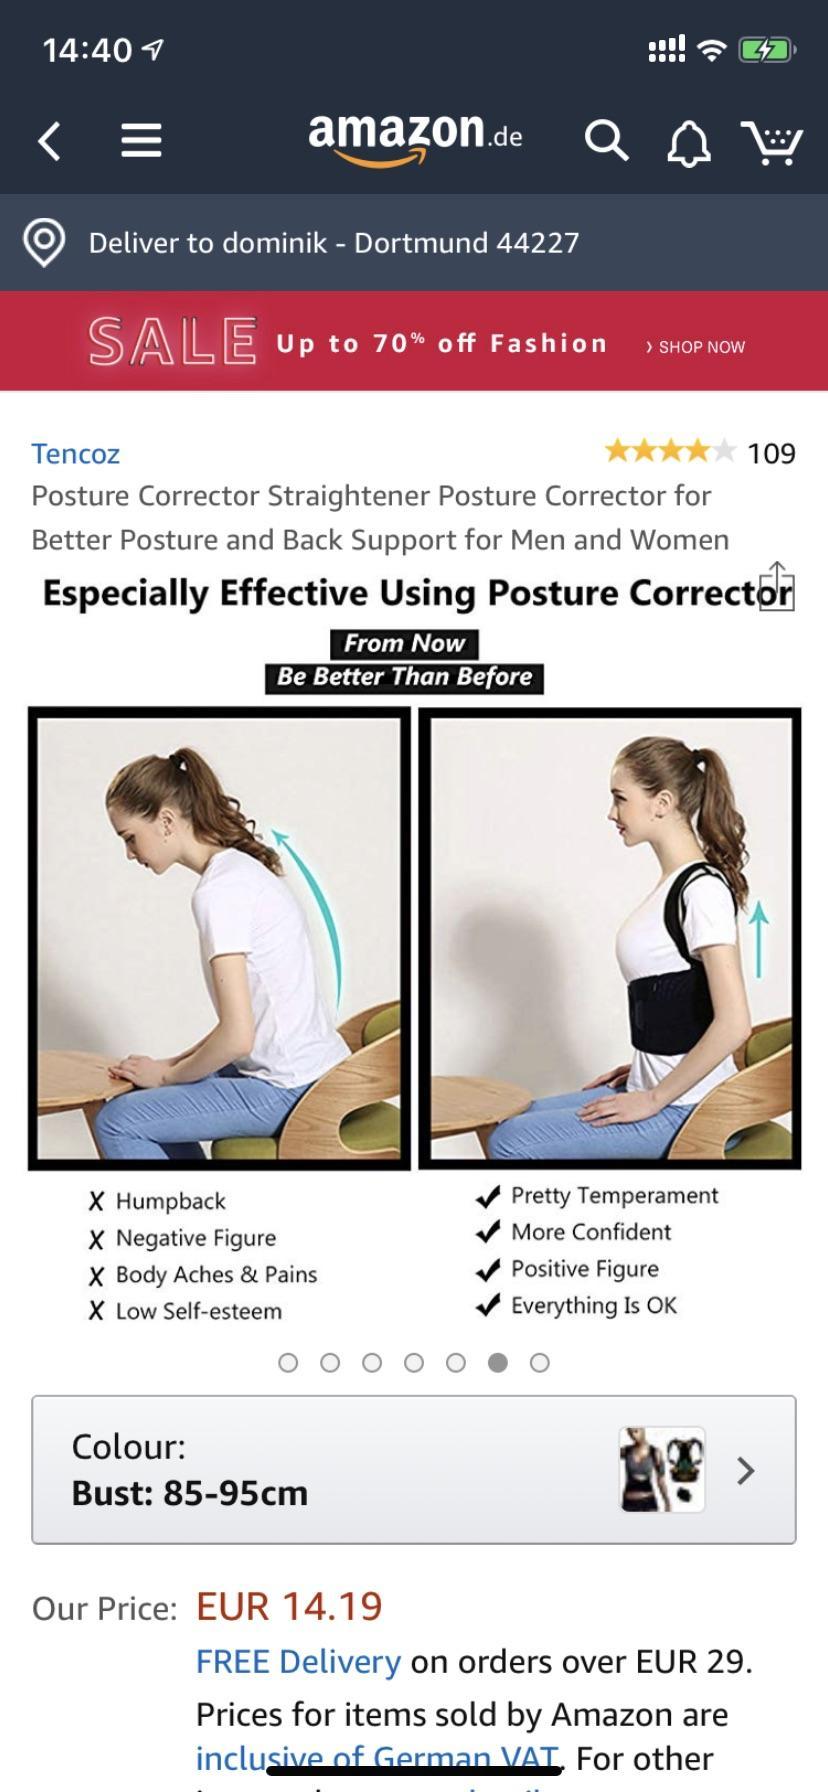 14:40
amazon.de
Deliver to dominik - Dortmund 44227
SALE Up to 70% off Fashion › SHOP NOW
Tencoz 109
Posture Corrector Straightener Posture Corrector for
Better Posture and Back Support for Men and Women
Especially Effective Using Posture Corrector
From Now
Be Better Than Before
X Humpback
X Negative Figure
X Body Aches & Pains
X Low Self-esteem
✓ Pretty Temperament
✓ More Confident
✓ Positive Figure
✓ Everything Is OK
Colour:
Bust: 85-95cm
Our Price: EUR 14.19
FREE Delivery on orders over EUR 29.
Prices for items sold by Amazon are
inclusive of German VAT. For other